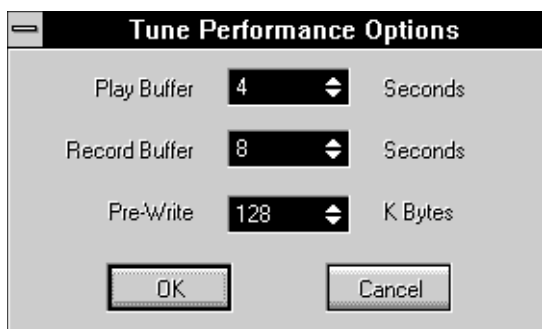 Tune Performance Options
Play Buffer 4 Seconds
Record Buffer 8 Seconds
Pre-Write 128 K Bytes
OK Cancel